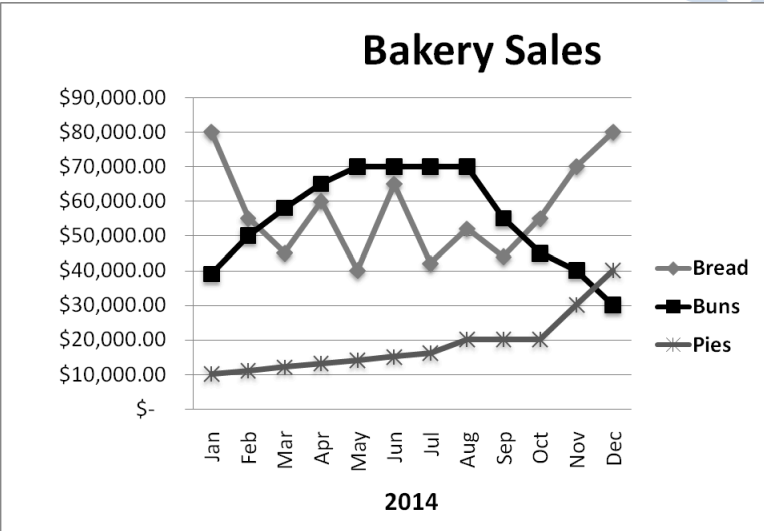 Bakery Sales
$90,000.00
$80,000.00
$70,000.00
$60,000.00
$50,000.00
$40,000.00
$30,000.00
$20,000.00
$10,000.00
$-
Bread
Buns
Pies
Jan Feb Mar Apr May Jun Jul Aug Sep Oct Nov Dec
2014